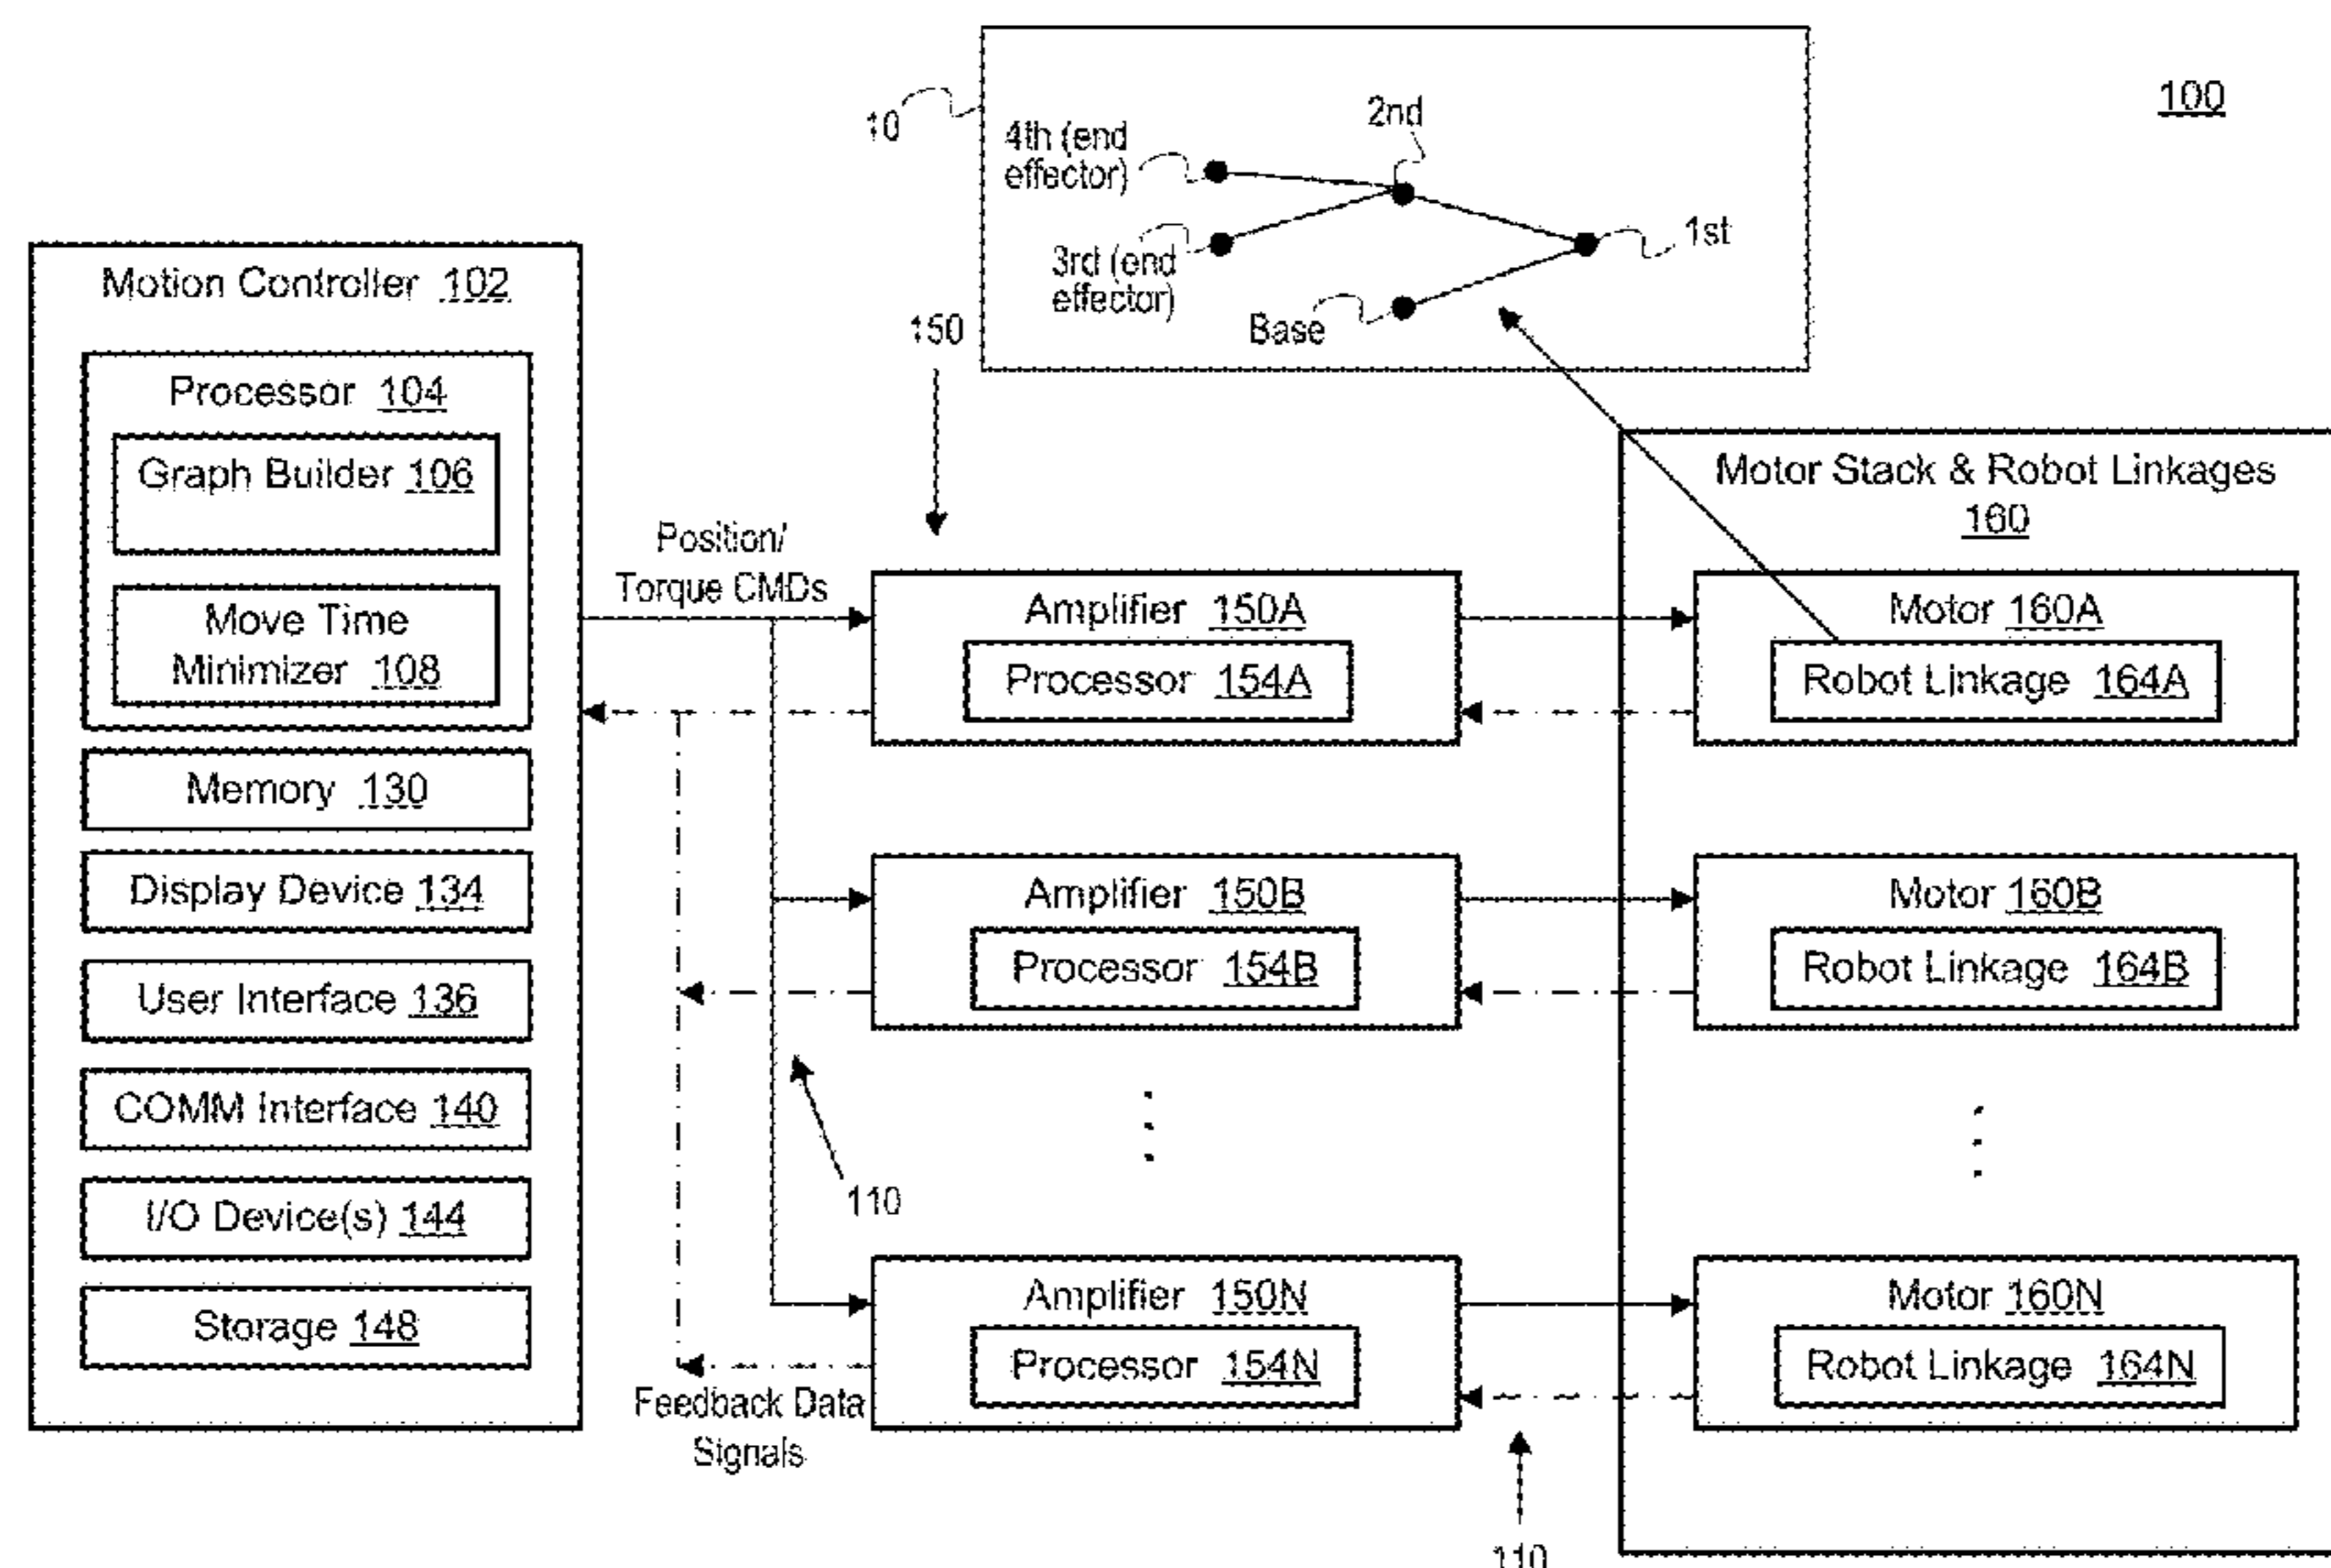 100
10
4th (end
effector)
2nd
3rd (end
effector)
1st
Base
150
Motion Controller 102
Processor 104
Graph Builder 106
Move Time
Minimizer 108
Memory 130
Display Device 134
User Interface 136
COMM Interface 140
I/O Device(s) 144
Storage 148
Position/
Torque CMDs
Feedback Data
Signals
110
Amplifier 150A
Processor 154A
Amplifier 150B
Processor 154B
Amplifier 150N
Processor 154N
110
Motor Stack & Robot Linkages
160
Motor 160A
Robot Linkage 164A
Motor 160B
Robot Linkage 164B
Motor 160N
Robot Linkage 164N